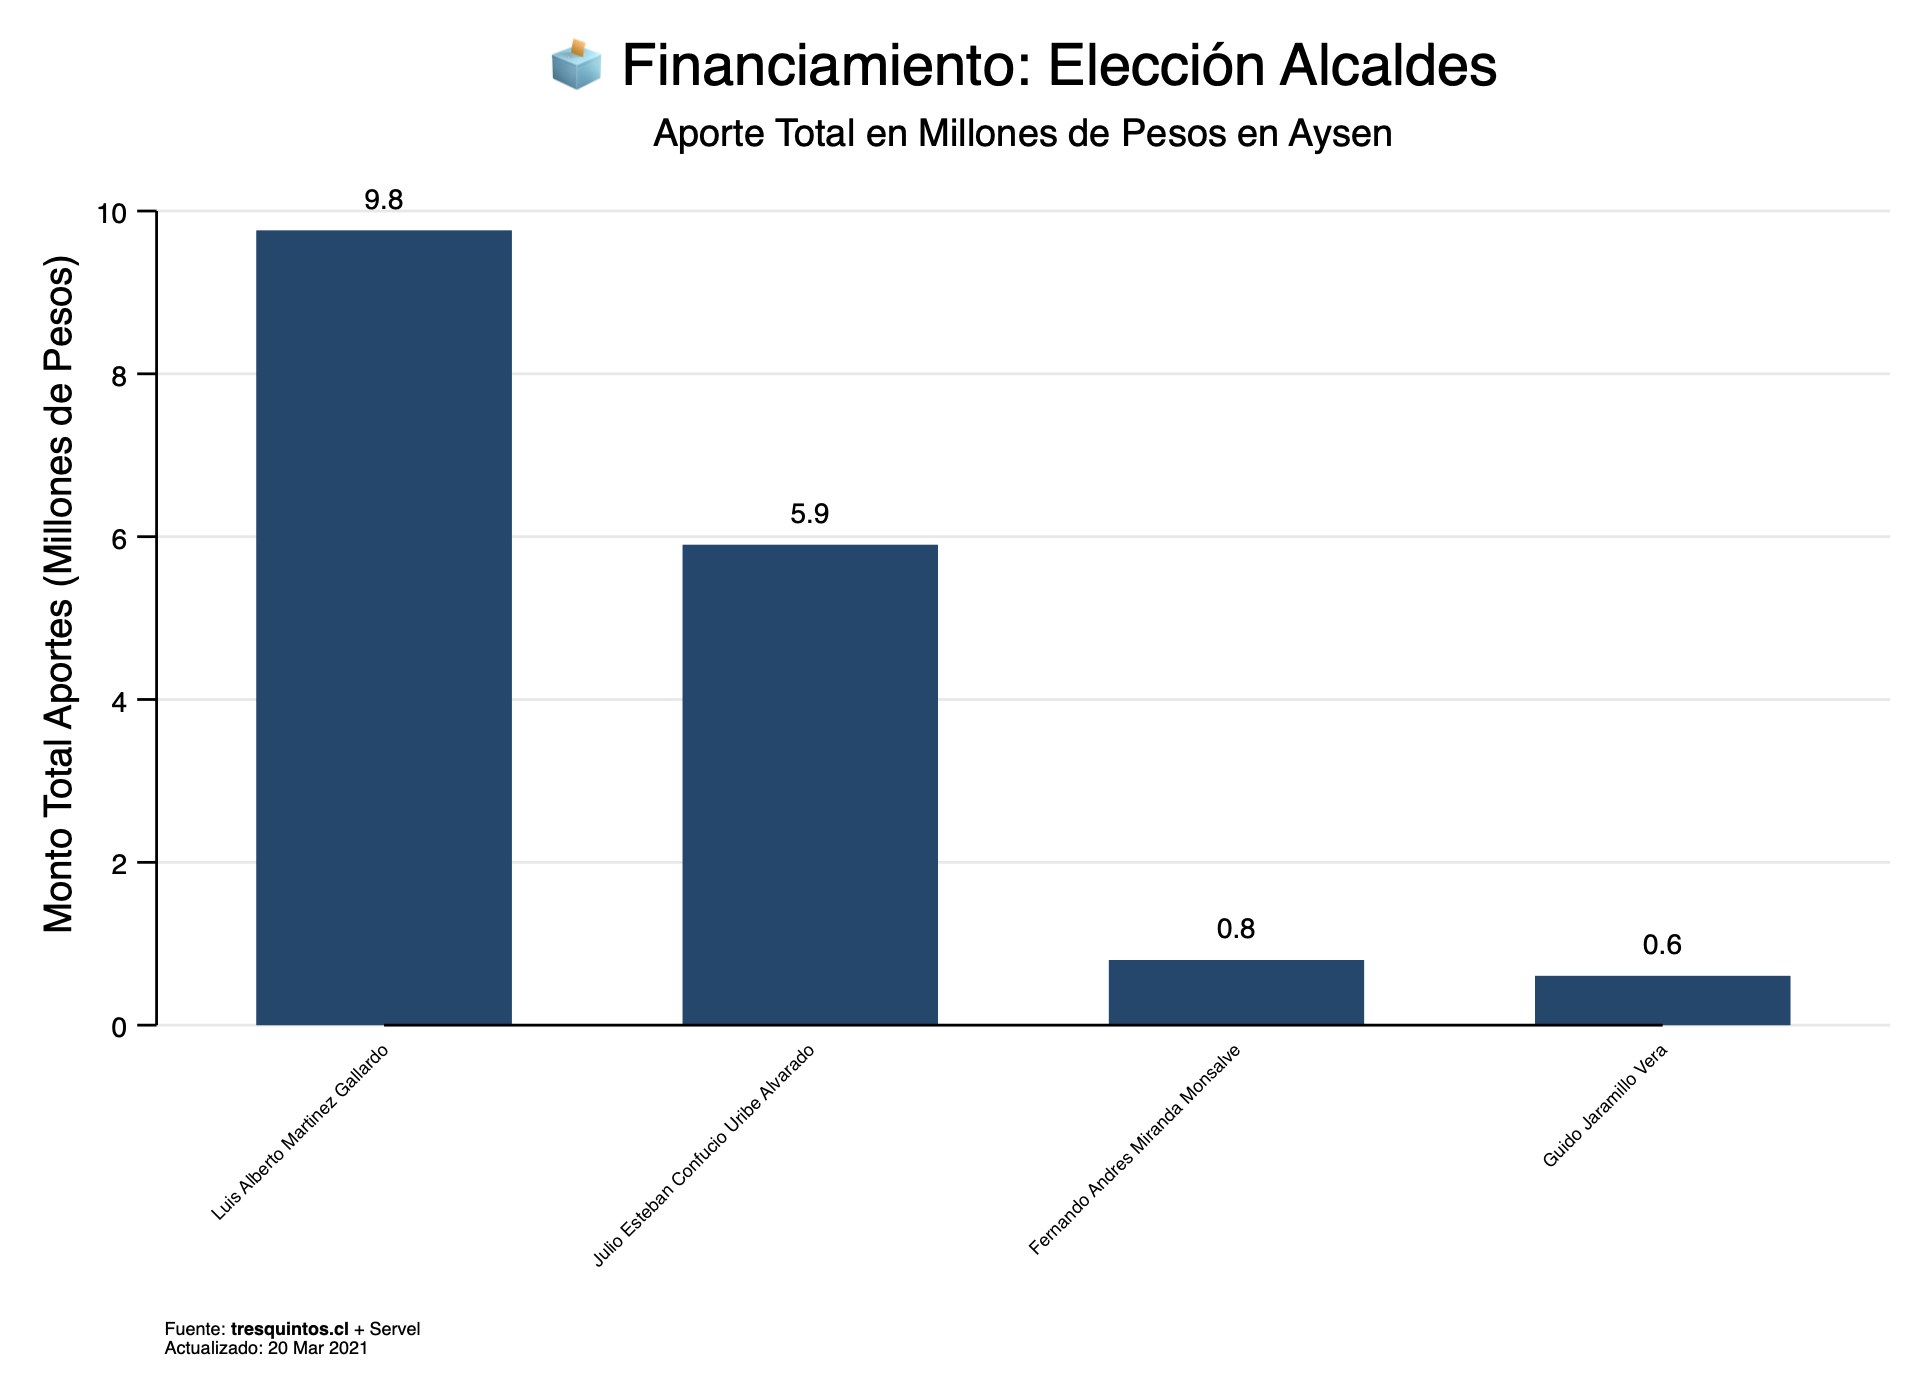 Financiamiento: Elección Alcaldes
Aporte Total en Millones de Pesos en Aysen
Monto Total Aportes (Millones de Pesos)
10
8
6
4
2
0
9.8
5.9
0.8
0.6
Luis Alberto Martinez Gallardo
Julio Esteban Confucio Uribe Alvarado
Fernando Andres Miranda Monsalve
Guido Jaramillo Vera
Fuente: tresquintos.cl + Servel
Actualizado: 20 Mar 2021